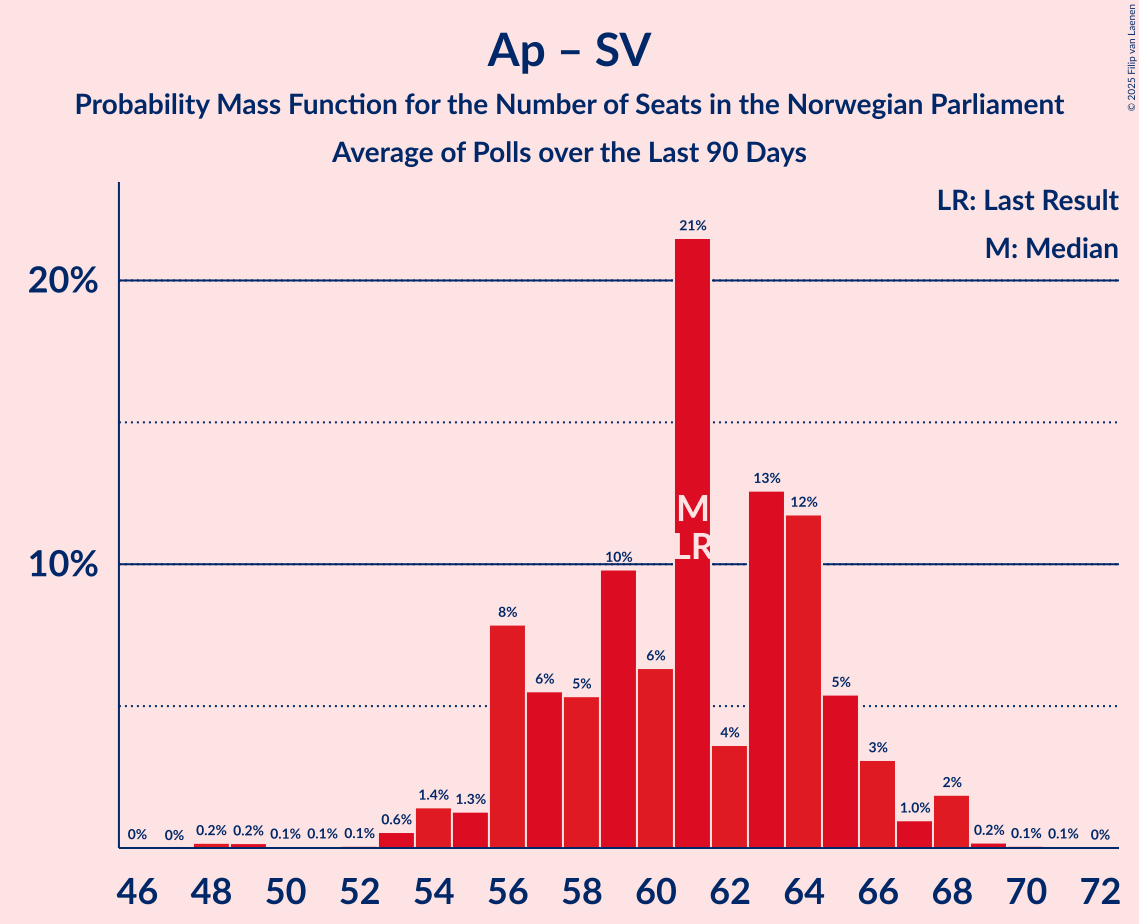 © 2025 Filip van Laenen
Ap – SV
Probability Mass Function for the Number of Seats in the Norwegian Parliament
Average of Polls over the Last 90 Days
LR: Last Result
M: Median
20%
10%
0% 0% 0.2% 0.2% 0.1% 0.1% 0.1% 0.6% 1.4% 1.3% 8% 6% 5% 10% 6% 21% 4% 13% 12% 5% 3% 1.0% 2% 0.2% 0.1% 0.1% 0%
M
LR
46 48 50 52 54 56 58 60 62 64 66 68 70 72